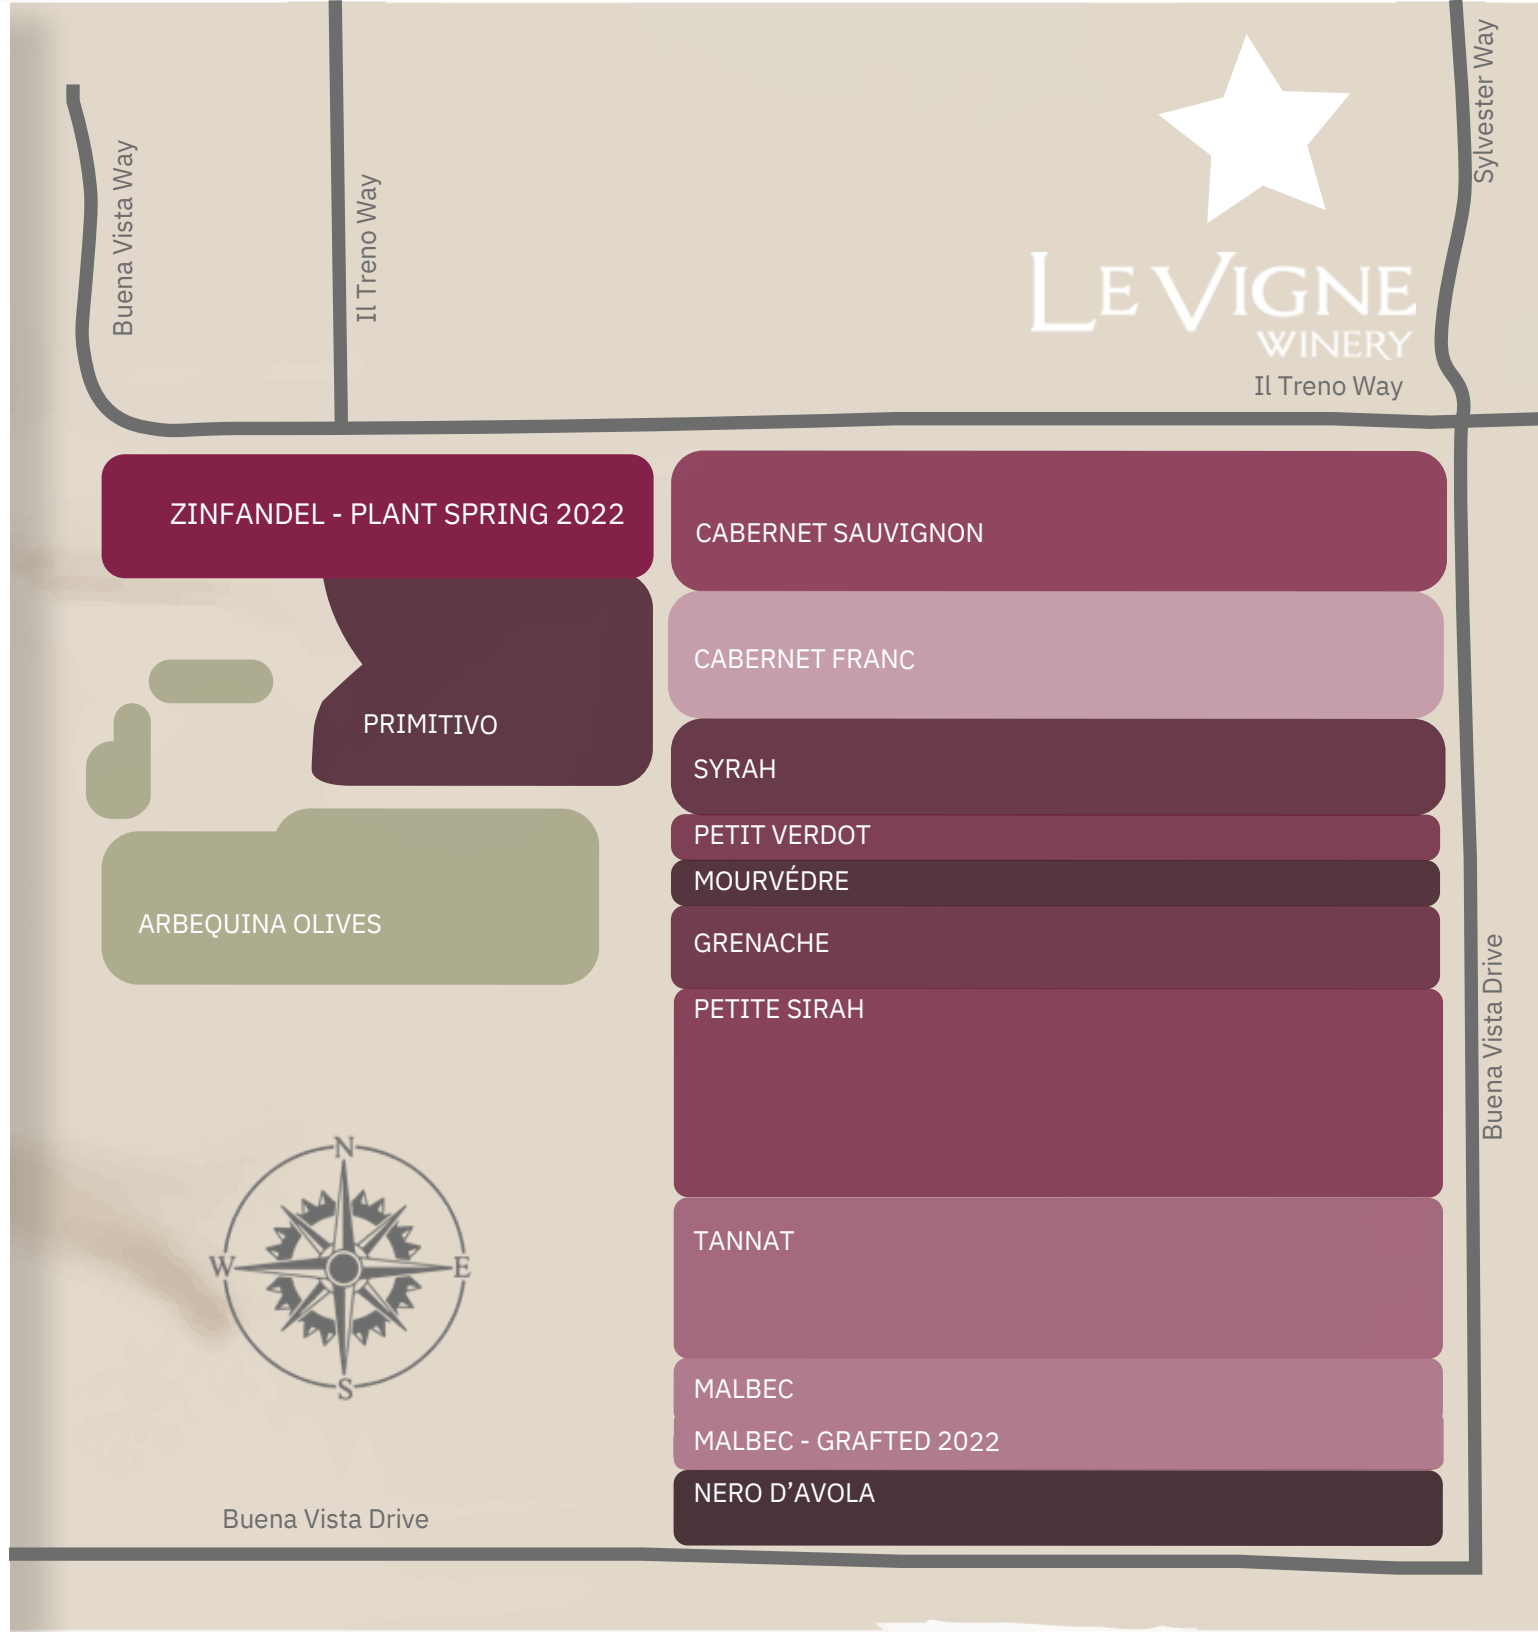 Sylvester Way
Buena Vista Way
Il Treno Way
LE VIGNE
WINERY
Il Treno Way
ZINFANDEL - PLANT SPRING 2022
CABERNET SAUVIGNON
CABERNET FRANC
PRIMITIVO
SYRAH
PETIT VERDOT
MOURVÉDRE
ARBEQUINA OLIVES
GRENACHE
PETITE SIRAH
Buena Vista Drive
N
W
E
S
TANNAT
MALBEC
MALBEC - GRAFTED 2022
NERO D’AVOLA
Buena Vista Drive